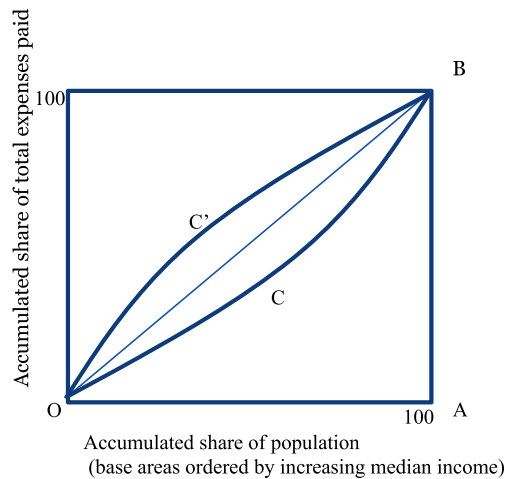 Accumulated share of total expenses paid
B
100
C’
C
O
100
A
Accumulated share of population
(base areas ordered by increasing median income)